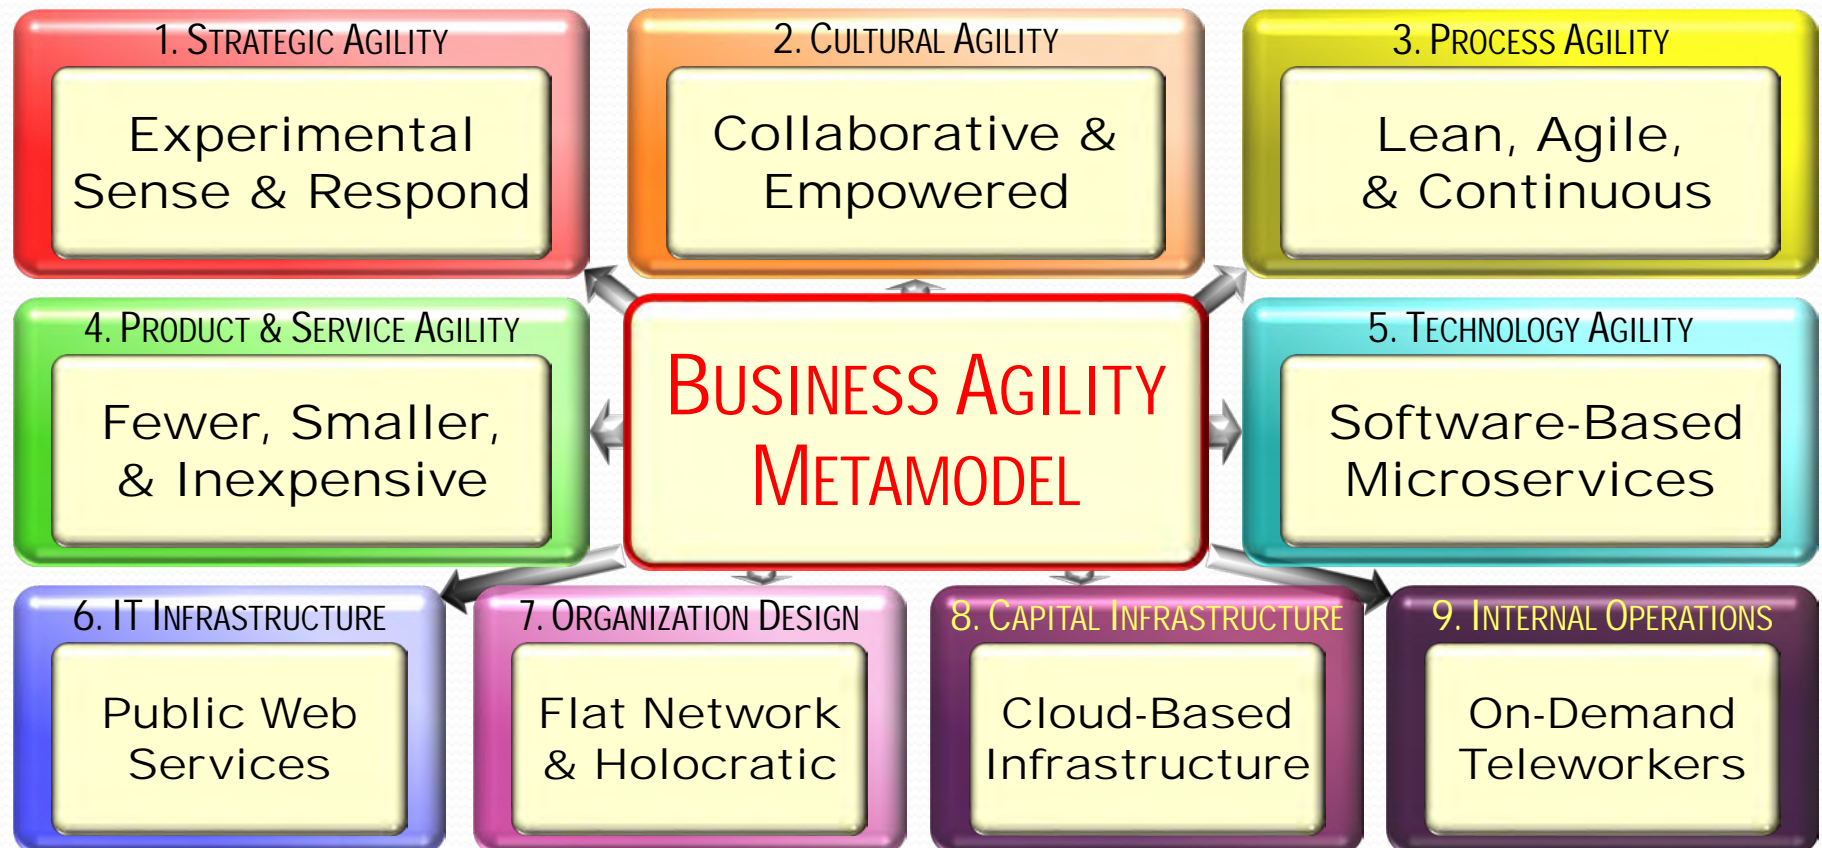 1. STRATEGIC AGILITY
Experimental
Sense & Respond
2. CULTURAL AGILITY
Collaborative &
Empowered
3. PROCESS AGILITY
Lean, Agile,
& Continuous
4. PRODUCT & SERVICE AGILITY
Fewer, Smaller,
& Inexpensive
BUSINESS AGILITY
METAMODEL
5. TECHNOLOGY AGILITY
Software-Based
Microservices
6. IT INFRASTRUCTURE
Public Web
Services
7. ORGANIZATION DESIGN
Flat Network
& Holocratic
8. CAPITAL INFRASTRUCTURE
Cloud-Based
Infrastructure
9. INTERNAL OPERATIONS
On-Demand
Teleworkers